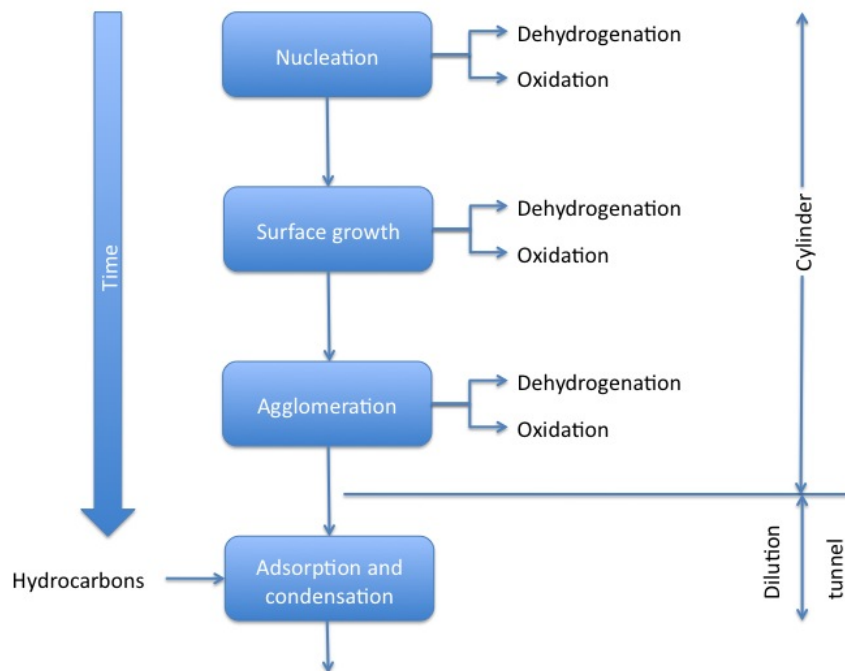 Nucleation
Dehydrogenation
Oxidation
Surface growth
Dehydrogenation
Oxidation
Agglomeration
Dehydrogenation
Oxidation
Time
Cylinder
Hydrocarbons
Adsorption and
condensation
Dilution
tunnel